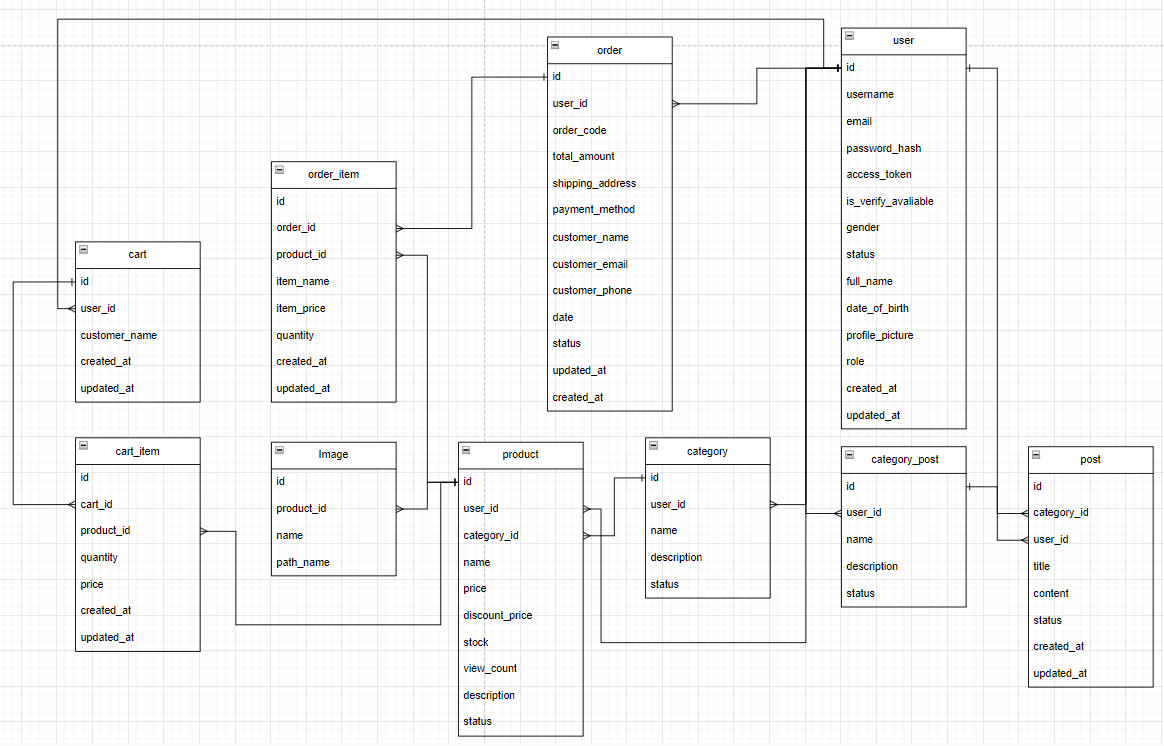 order
id
user_id
order_code
total_amount
shipping_address
payment_method
customer_name
customer_email
customer_phone
date
status
updated_at
created_at
user
id
username
email
password_hash
access_token
is_verify_avaliable
gender
status
full_name
date_of_birth
profile_picture
role
created_at
updated_at
order_item
id
order_id
product_id
item_name
item_price
quantity
created_at
updated_at
cart
id
user_id
customer_name
created_at
updated_at
cart_item
id
cart_id
product_id
quantity
price
created_at
updated_at
Image
id
product_id
name
path_name
product
id
user_id
category_id
name
price
discount_price
stock
view_count
description
status
category
id
user_id
name
description
status
category_post
id
user_id
name
description
status
post
id
category_id
user_id
title
content
status
created_at
updated_at